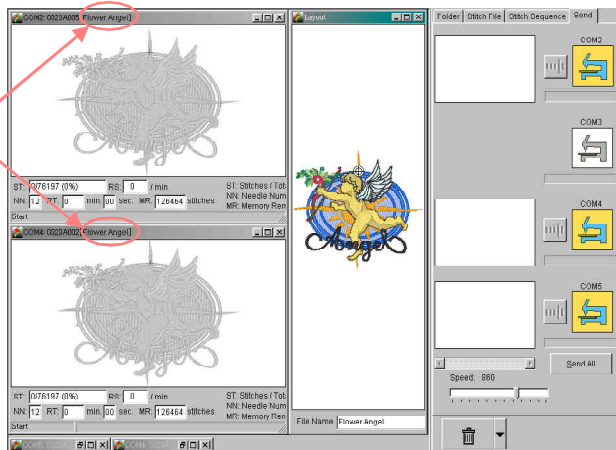 COM2: 0323A005[Flower Angel]
ST: 0/76197 (0%) RS: 0 / min ST: Stitches / Tot
NN: 12 RT: 0 min. 00 sec. MR: 126464 stitches NN: Needle Num
MR: Memory Ren
Start
COM4: 0323A002[Flower Angel]
ST: 0/76197 (0%) RS: 0 / min ST: Stitches / Tot
NN: 12 RT: 0 min. 00 sec. MR: 126464 stitches NN: Needle Num
MR: Memory Ren
Start
Layout
Angel
File Name Flower Angel
Folder Stitch File Stitch Sequence Send
COM2
COM3
COM4
COM5
Send All
Speed: 860